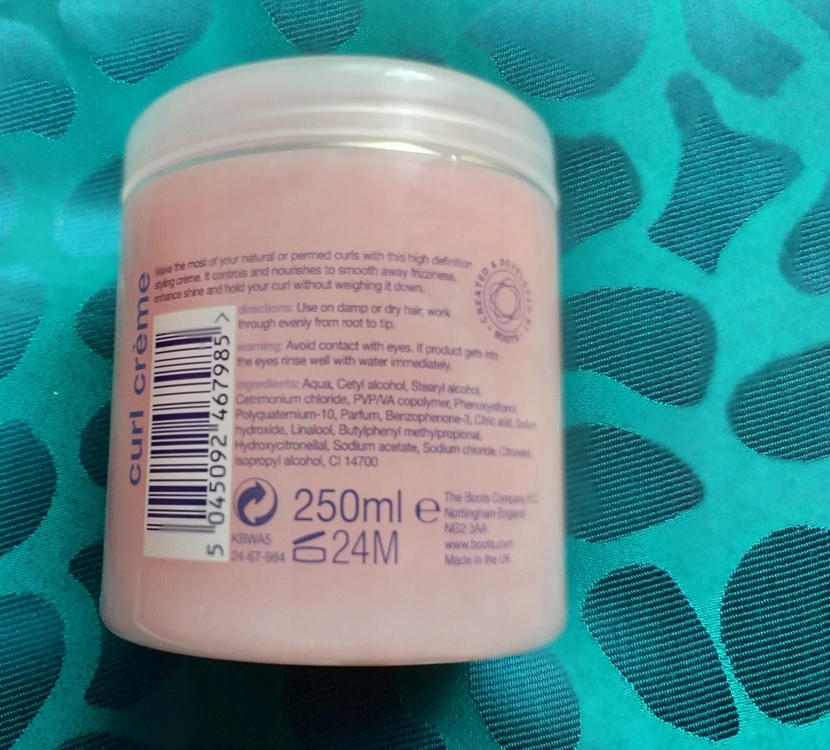 curl crème
Make the most of your natural or permed curls with this high definition
styling crème. It controls and nourishes to smooth away frizziness,
enhance shine and hold your curl without weighing it down.
CREATED & DEVELOPED BY • BOOTS •
directions: Use on damp or dry hair, work
through evenly from root to tip.
warning: Avoid contact with eyes. If product gets into
the eyes rinse well with water immediately.
ingredients: Aqua, Cetyl alcohol, Stearyl alcohol,
Cetrimonium chloride, PVP/VA copolymer, Phenoxyethanol,
Polyquaternium-10, Parfum, Benzophenone-3, Citric acid, Sodium
hydroxide, Linalool, Butylphenyl methylpropional,
Hydroxycitronellal, Sodium acetate, Sodium chloride, Citronellol,
Isopropyl alcohol, CI 14700
5 045092 467985 >
250ml e
24M
KBWA5
24-67-984
The Boots Company PLC
Nottingham England
NG2 3AA
www.boots.com
Made in the UK